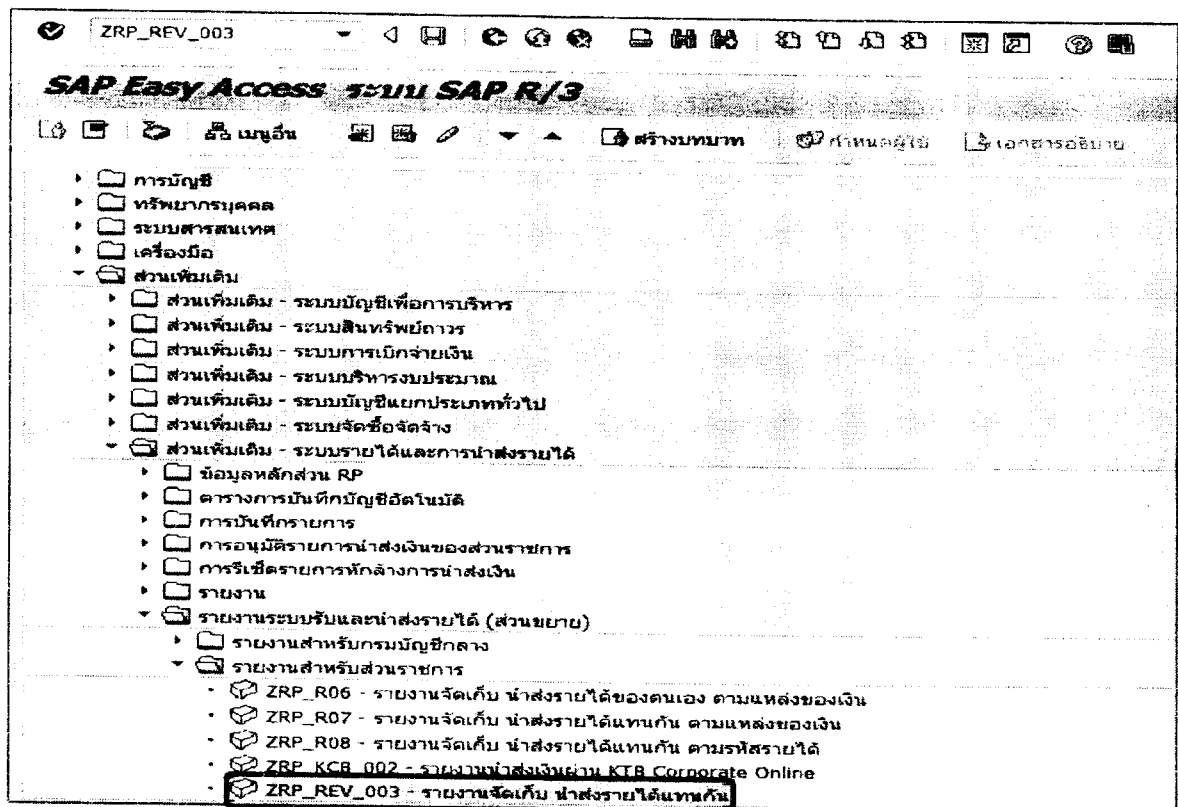 ZRP_REV_003
SAP Easy Access ระบบ SAP R/3
เมนูอื่น สร้างบทบาท กำหนดผู้ใช้ เอกสารอธิบาย
การบัญชี
ทรัพยากรบุคคล
ระบบสารสนเทศ
เครื่องมือ
ส่วนเพิ่มเติม
ส่วนเพิ่มเติม - ระบบบัญชีเพื่อการบริหาร
ส่วนเพิ่มเติม - ระบบสินทรัพย์ถาวร
ส่วนเพิ่มเติม - ระบบการเบิกจ่ายเงิน
ส่วนเพิ่มเติม - ระบบบริหารงบประมาณ
ส่วนเพิ่มเติม - ระบบบัญชีแยกประเภททั่วไป
ส่วนเพิ่มเติม - ระบบจัดซื้อจัดจ้าง
ส่วนเพิ่มเติม - ระบบรายได้และการนำส่งรายได้
ข้อมูลหลักส่วน RP
ตารางการบันทึกบัญชีอัตโนมัติ
การบันทึกรายการ
การอนุมัติรายการนำส่งเงินของส่วนราชการ
การรีเซ็ตรายการหักล้างการนำส่งเงิน
รายงาน
รายงานระบบรับและนำส่งรายได้ (ส่วนขยาย)
รายงานสำหรับกรมบัญชีกลาง
รายงานสำหรับส่วนราชการ
ZRP_R06 - รายงานจัดเก็บ นำส่งรายได้ของตนเอง ตามแหล่งของเงิน
ZRP_R07 - รายงานจัดเก็บ นำส่งรายได้แทนกัน ตามแหล่งของเงิน
ZRP_R08 - รายงานจัดเก็บ นำส่งรายได้แทนกัน ตามรหัสรายได้
ZRP_KCB_002 - รายงานนำส่งเงินผ่าน KTB Corporate Online
ZRP_REV_003 - รายงานจัดเก็บ นำส่งรายได้แทนกัน